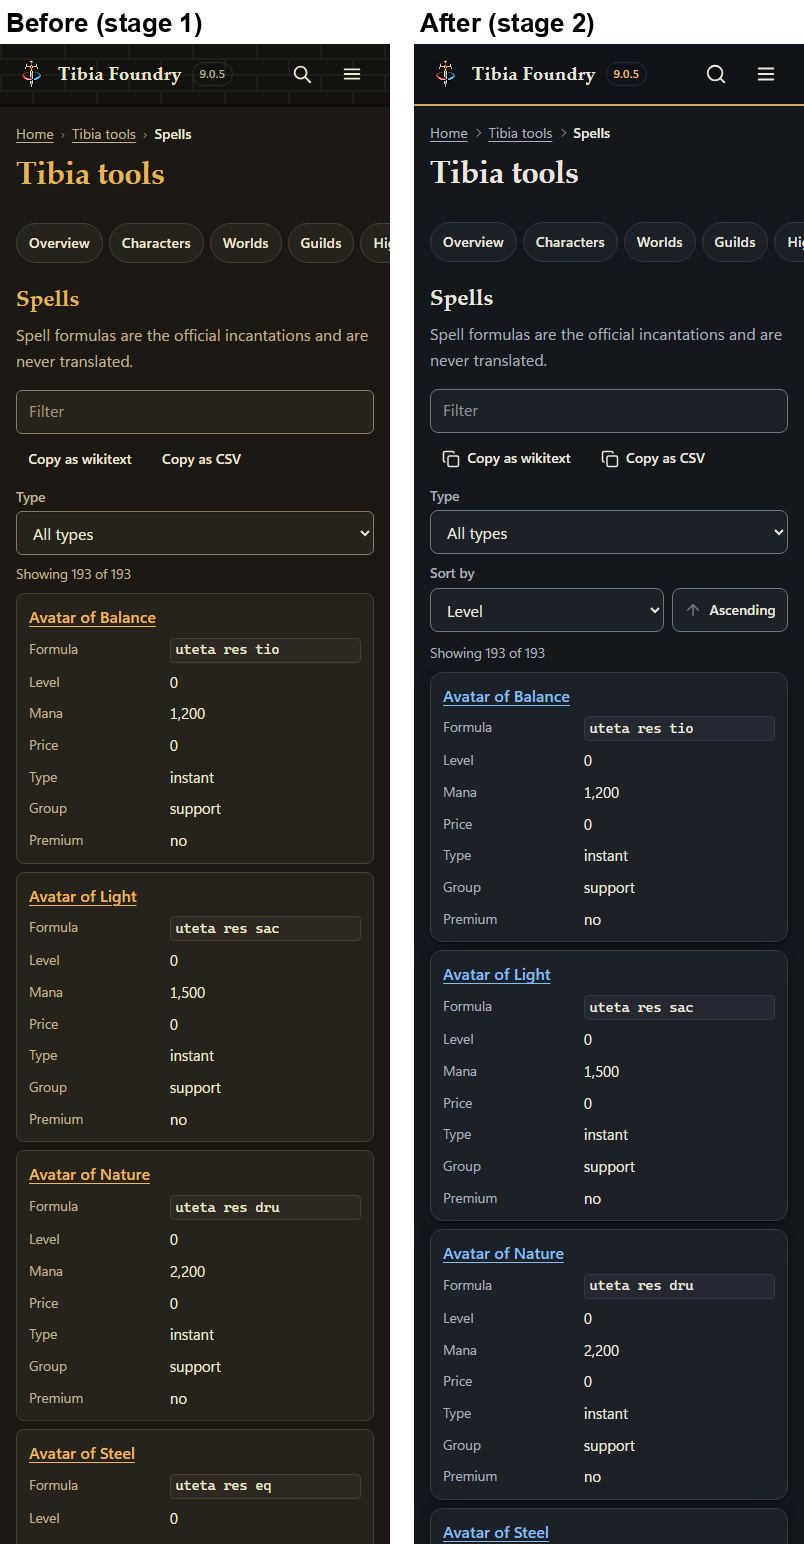 Before (stage 1)
Tibia Foundry 9.0.5
Home › Tibia tools › Spells
Tibia tools
Overview Characters Worlds Guilds
Spells
Spell formulas are the official incantations and are
never translated.
Filter
Copy as wikitext Copy as CSV
Type
All types
Showing 193 of 193
Avatar of Balance
Formula uteta res tio
Level 0
Mana 1,200
Price 0
Type instant
Group support
Premium no
Avatar of Light
Formula uteta res sac
Level 0
Mana 1,500
Price 0
Type instant
Group support
Premium no
Avatar of Nature
Formula uteta res dru
Level 0
Mana 2,200
Price 0
Type instant
Group support
Premium no
Avatar of Steel
Formula uteta res eq
Level 0
After (stage 2)
Tibia Foundry 9.0.5
Home › Tibia tools › Spells
Tibia tools
Overview Characters Worlds Guilds
Spells
Spell formulas are the official incantations and are
never translated.
Filter
Copy as wikitext Copy as CSV
Type
All types
Sort by
Level ↑ Ascending
Showing 193 of 193
Avatar of Balance
Formula uteta res tio
Level 0
Mana 1,200
Price 0
Type instant
Group support
Premium no
Avatar of Light
Formula uteta res sac
Level 0
Mana 1,500
Price 0
Type instant
Group support
Premium no
Avatar of Nature
Formula uteta res dru
Level 0
Mana 2,200
Price 0
Type instant
Group support
Premium no
Avatar of Steel